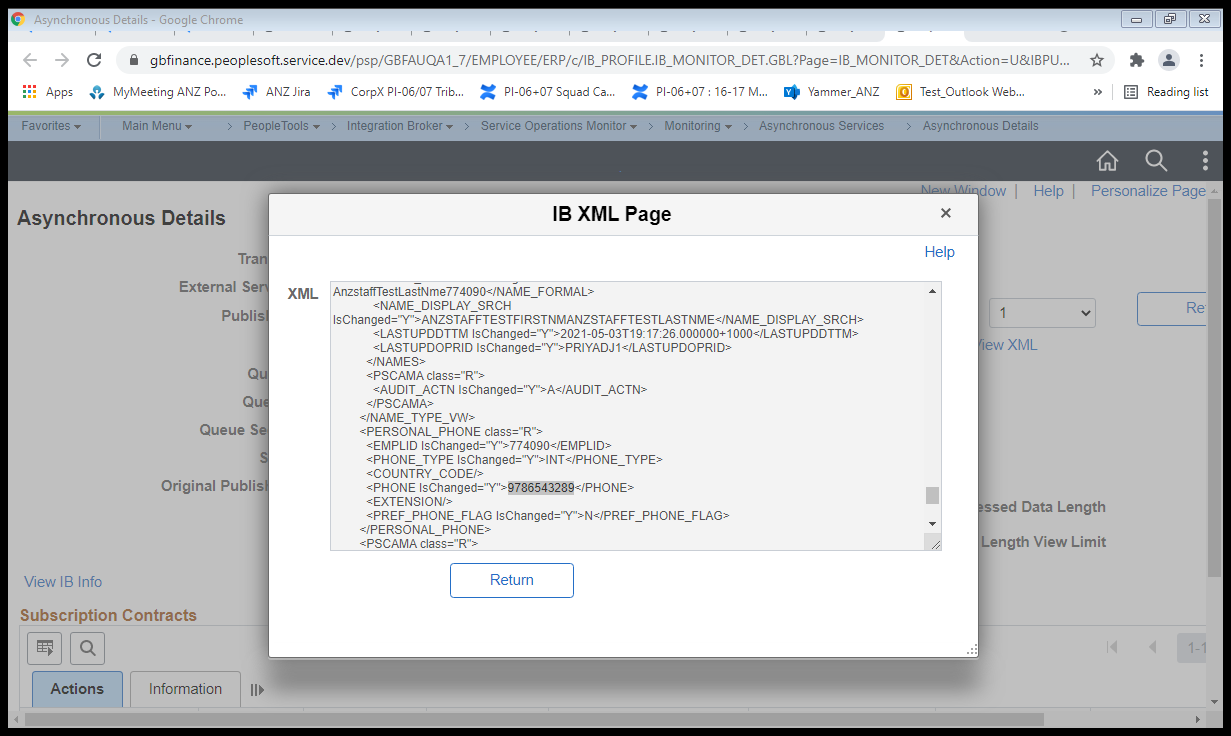 Asynchronous Details - Google Chrome
gbfinance.peoplesoft.service.dev/psp/GBFAUQA1_7/EMPLOYEE/ERP/c/IB_PROFILE.IB_MONITOR_DET.GBL?Page=IB_MONITOR_DET&Action=U&IBPU...
Apps MyMeeting ANZ Po... ANZ Jira CorpX PI-06/07 Trib... PI-06+07 Squad Ca... PI-06+07 : 16-17 M... Yammer_ANZ Test_Outlook Web... » Reading list
Favorites Main Menu > PeopleTools > Integration Broker > Service Operations Monitor > Monitoring > Asynchronous Services > Asynchronous Details
New Window | Help | Personalize Page
Asynchronous Details
IB XML Page
×
Help
Tran
External Serv
Publish
Qu
Que
Queue Se
S
Original Publish
XML
AnzstaffTestLastNme774090</NAME_FORMAL>
<NAME_DISPLAY_SRCH
IsChanged="Y">ANZSTAFFTESTFIRSTNMANZSTAFFTESTLASTNME</NAME_DISPLAY_SRCH>
<LASTUPDDTTM IsChanged="Y">2021-05-03T19:17:26.000000+1000</LASTUPDDTTM>
<LASTUPDOPRID IsChanged="Y">PRIYADJ1</LASTUPDOPRID>
</NAMES>
<PSCAMA class="R">
<AUDIT_ACTN IsChanged="Y">A</AUDIT_ACTN>
</PSCAMA>
</NAME_TYPE_VW>
<PERSONAL_PHONE class="R">
<EMPLID IsChanged="Y">774090</EMPLID>
<PHONE_TYPE IsChanged="Y">INT</PHONE_TYPE>
<COUNTRY_CODE/>
<PHONE IsChanged="Y">9786543289</PHONE>
<EXTENSION/>
<PREF_PHONE_FLAG IsChanged="Y">N</PREF_PHONE_FLAG>
</PERSONAL_PHONE>
<PSCAMA class="R">
1
Re
View XML
essed Data Length
Length View Limit
Return
View IB Info
Subscription Contracts
1-1
Actions Information